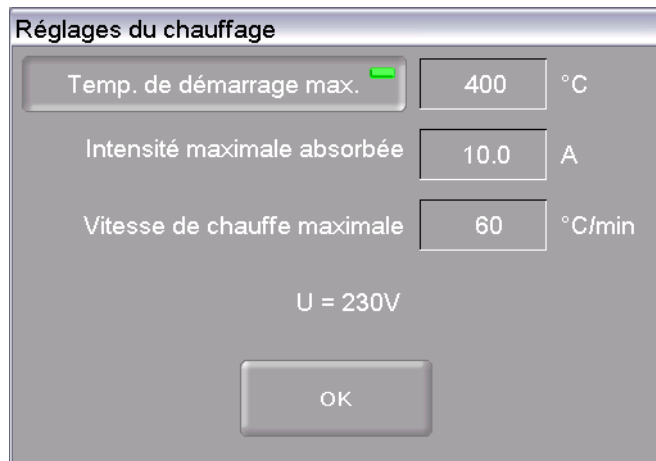 Réglages du chauffage
Temp. de démarrage max. 400 °C
Intensité maximale absorbée 10.0 A
Vitesse de chauffe maximale 60 °C/min
U = 230V
OK